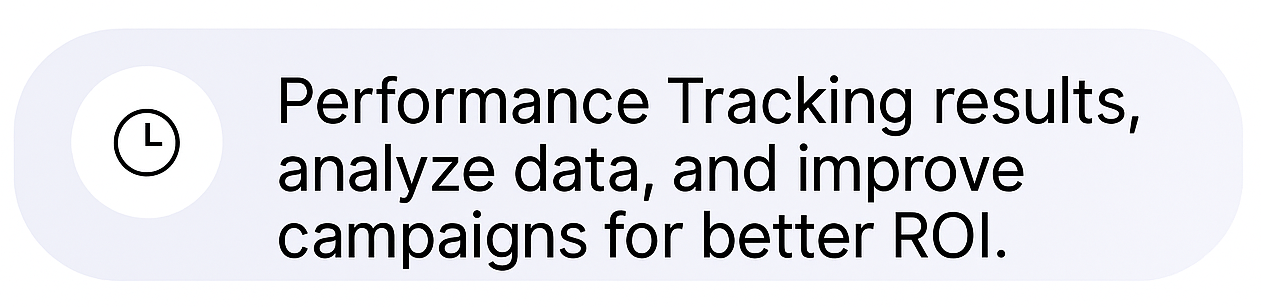 Performance Tracking results,
analyze data, and improve
campaigns for better ROI.